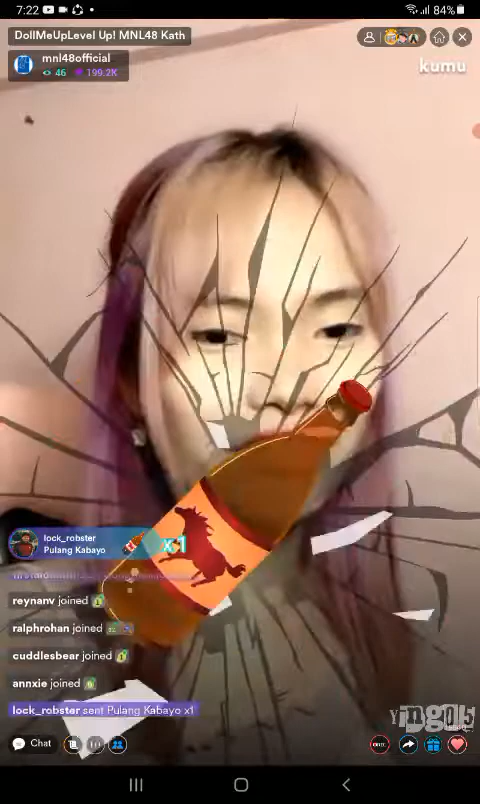 7:22
84%
DollMeUpLevel Up! MNL48 Kath
mnl48official
46 199.2K
kumu
lock_robster
Pulang Kabayo
x1
reynanv joined
ralphrohan joined
cuddlesbear joined
annxie joined
lock_robster sent Pulang Kabayo x1
Chat